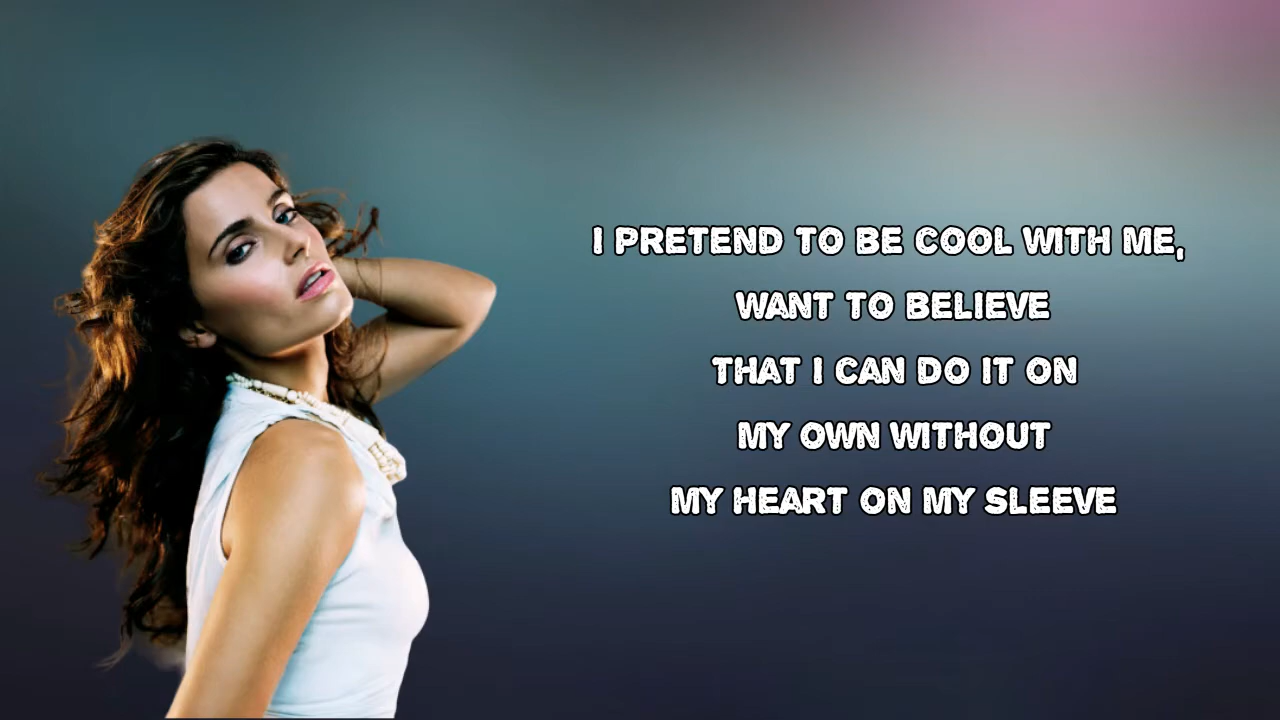 I PRETEND TO BE COOL WITH ME,
WANT TO BELIEVE
THAT I CAN DO IT ON
MY OWN WITHOUT
MY HEART ON MY SLEEVE